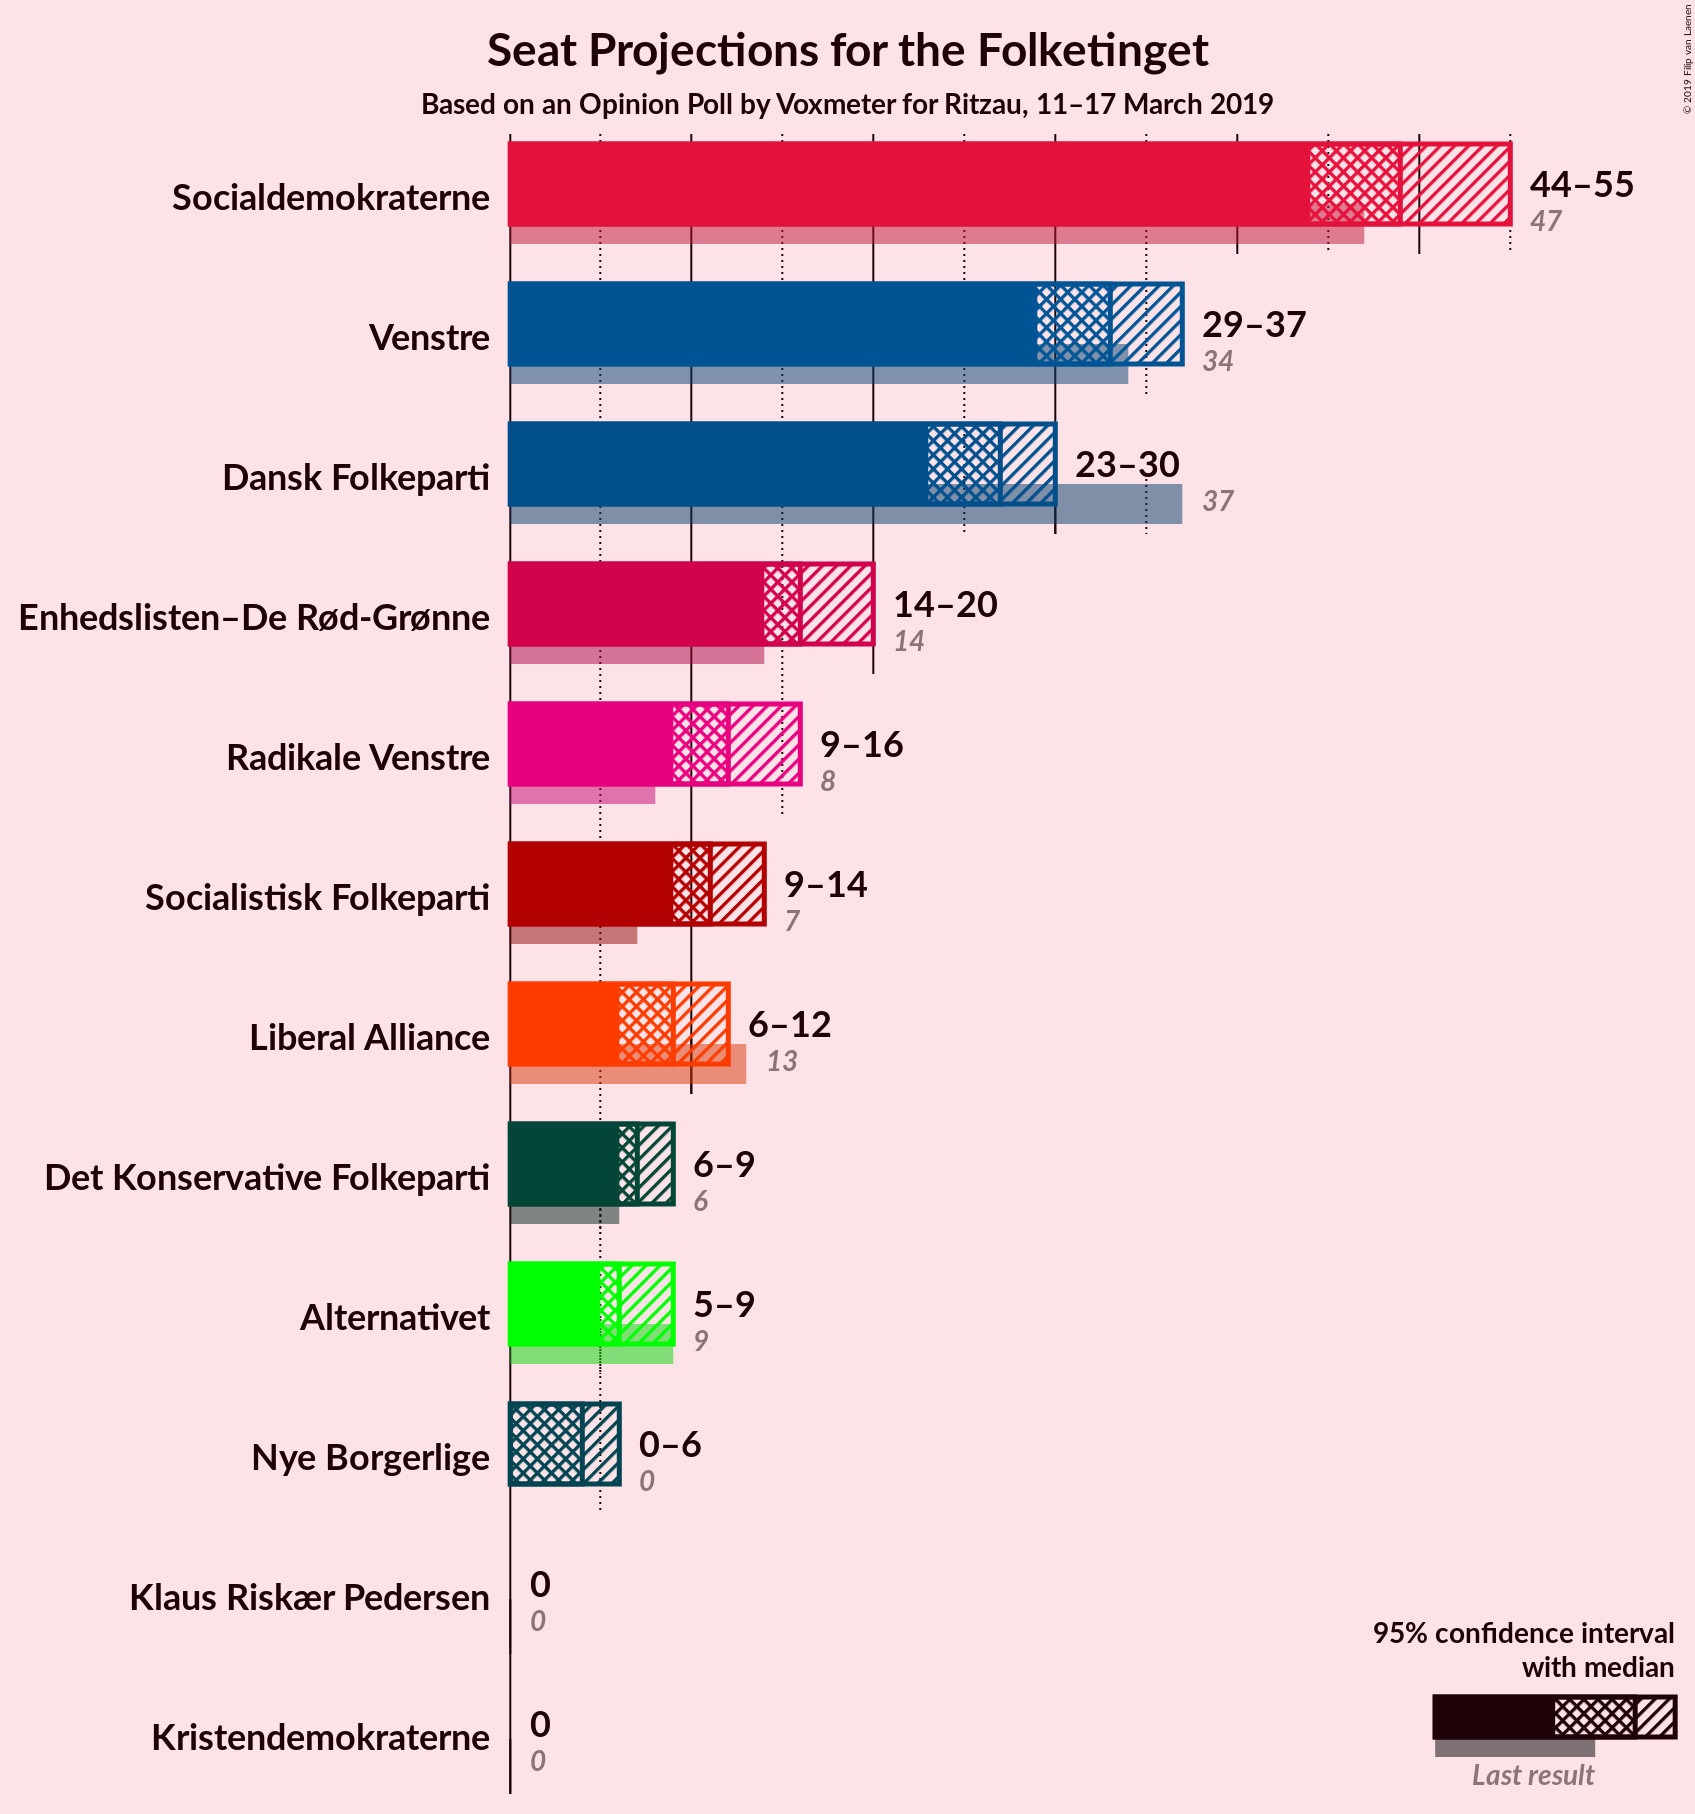 Seat Projections for the Folketinget
Based on an Opinion Poll by Voxmeter for Ritzau, 11–17 March 2019
© 2019 Filip van Laenen
Socialdemokraterne
44–55
47
Venstre
29–37
34
Dansk Folkeparti
23–30
37
Enhedslisten–De Rød-Grønne
14–20
14
Radikale Venstre
9–16
8
Socialistisk Folkeparti
9–14
7
Liberal Alliance
6–12
13
Det Konservative Folkeparti
6–9
6
Alternativet
5–9
9
Nye Borgerlige
0–6
0
Klaus Riskær Pedersen
0
0
Kristendemokraterne
0
0
95% confidence interval
with median
Last result